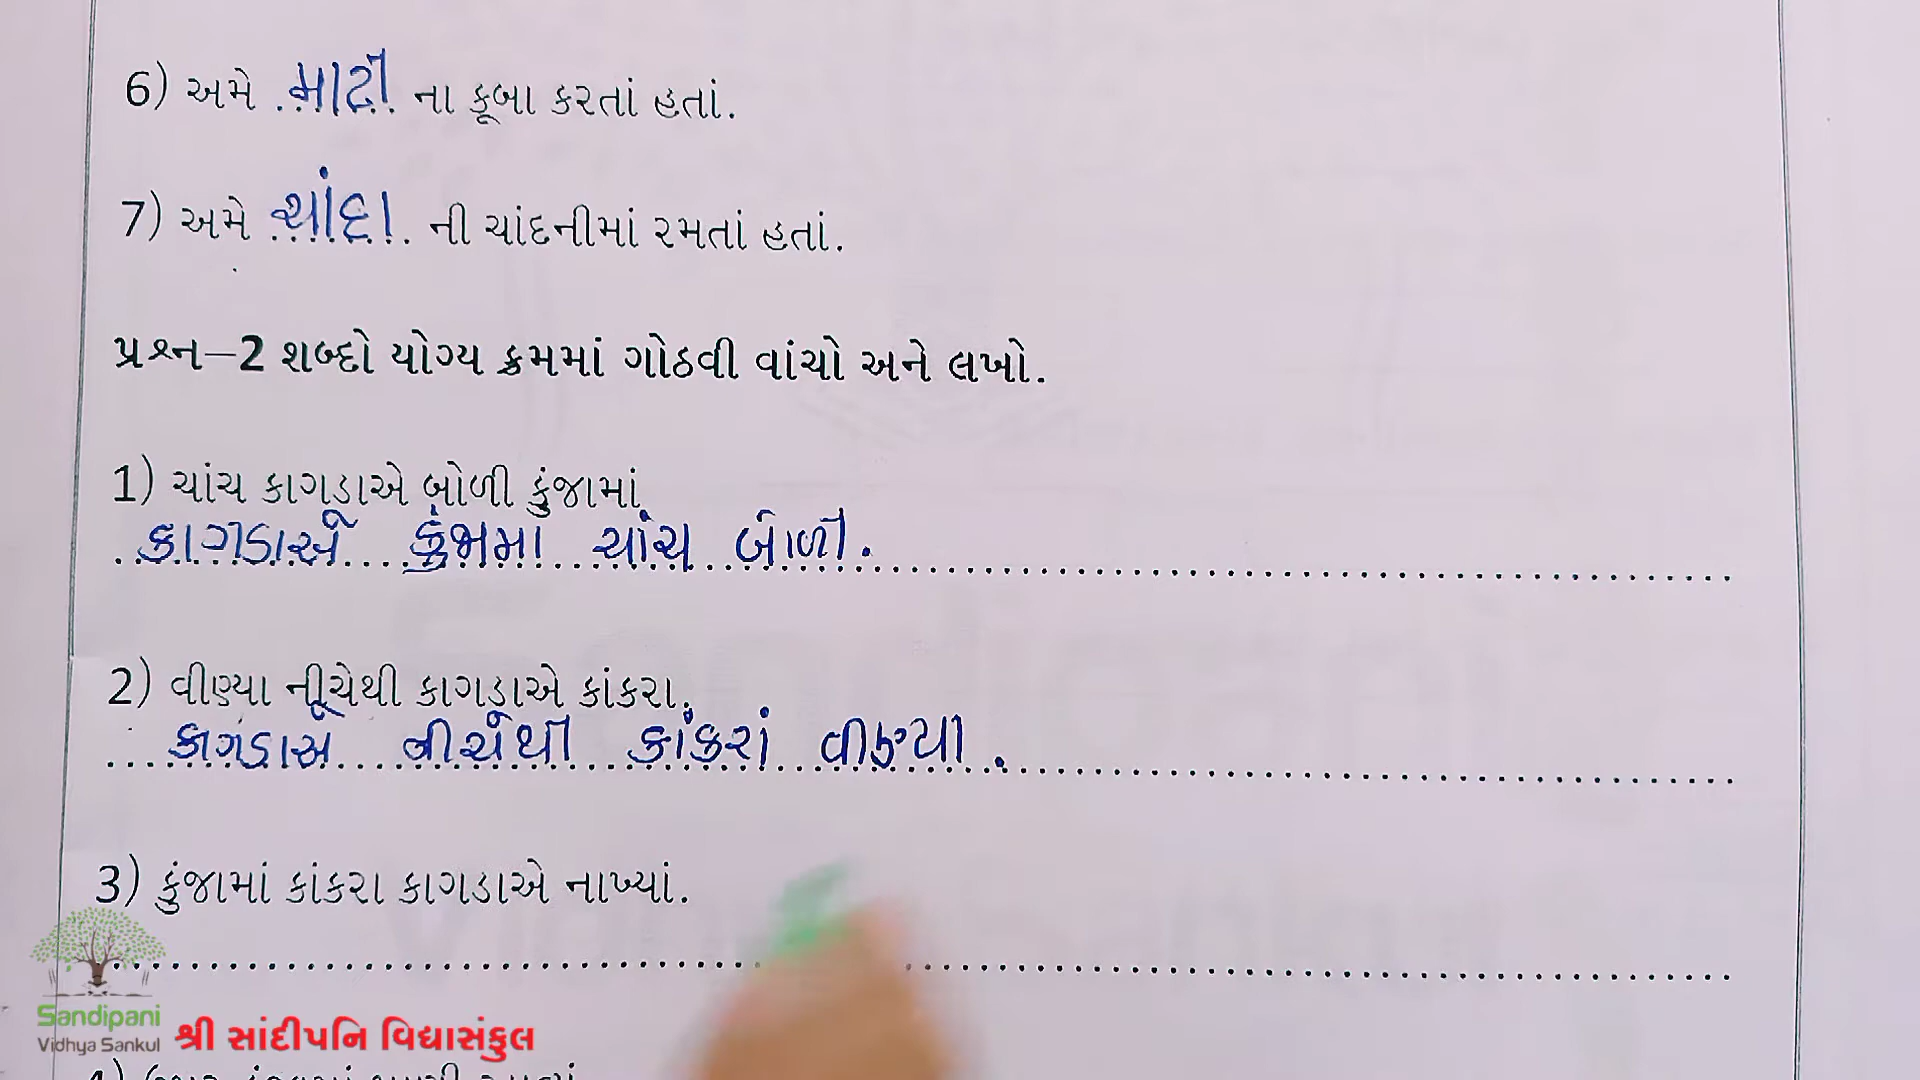 6) અમે માટી ના કૂબા કરતાં હતાં.
7) અમે ચાંદા ની ચાંદનીમાં રમતાં હતાં.
પ્રશ્ન–2 શબ્દો યોગ્ય ક્રમમાં ગોઠવી વાંચો અને લખો.
1) ચાંચ કાગડાએ બોળી કુંજામાં
કાગડાએ કુંજામા ચાંચ બોળી.
2) વીણ્યા નીચેથી કાગડાએ કાંકરા.
કાગડાએ નીચેથી કાંકરાં વીણ્યા.
3) કુંજામાં કાંકરા કાગડાએ નાખ્યાં.
Sandipani
Vidhya Sankul
શ્રી સાંદીપનિ વિદ્યાસંકુલ